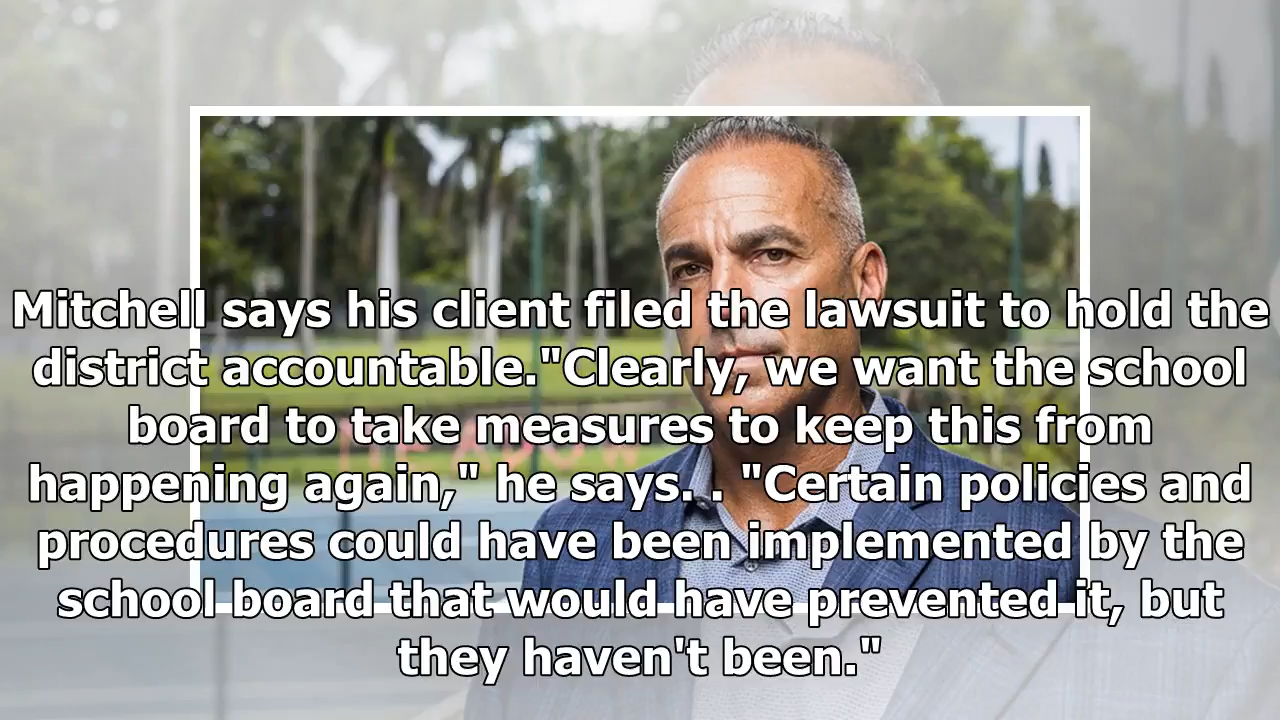 Mitchell says his client filed the lawsuit to hold the
district accountable."Clearly, we want the school
board to take measures to keep this from
happening again," he says. . "Certain policies and
procedures could have been implemented by the
school board that would have prevented it, but
they haven't been."